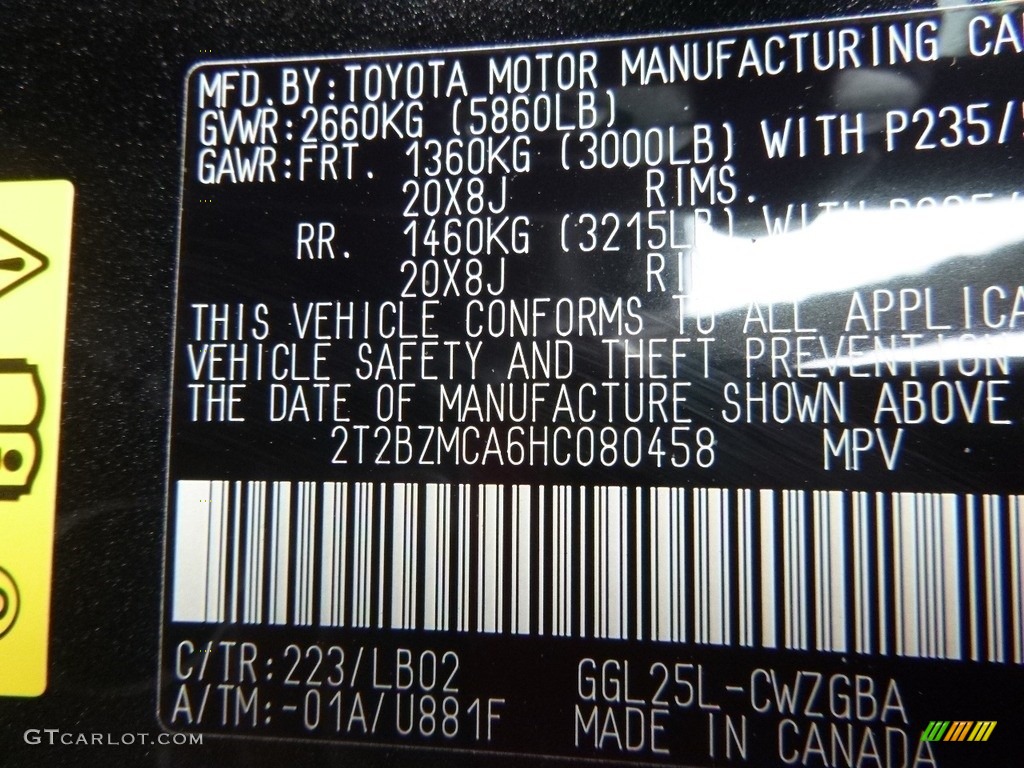 MFD.BY:TOYOTA MOTOR MANUFACTURING CA
GVWR:2660KG (5860LB)
GAWR:FRT. 1360KG (3000LB) WITH P235/
20X8J RIMS.
RR. 1460KG (3215LB) WITH
20X8J
THIS VEHICLE CONFORMS TO ALL APPLICA
VEHICLE SAFETY AND THEFT PREVENTION
THE DATE OF MANUFACTURE SHOWN ABOVE
2T2BZMCA6HC080458 MPV
C/TR:223/LB02 GGL25L-CWZGBA
A/TM:-01A/U881F MADE IN CANADA
GTCARLOT.COM